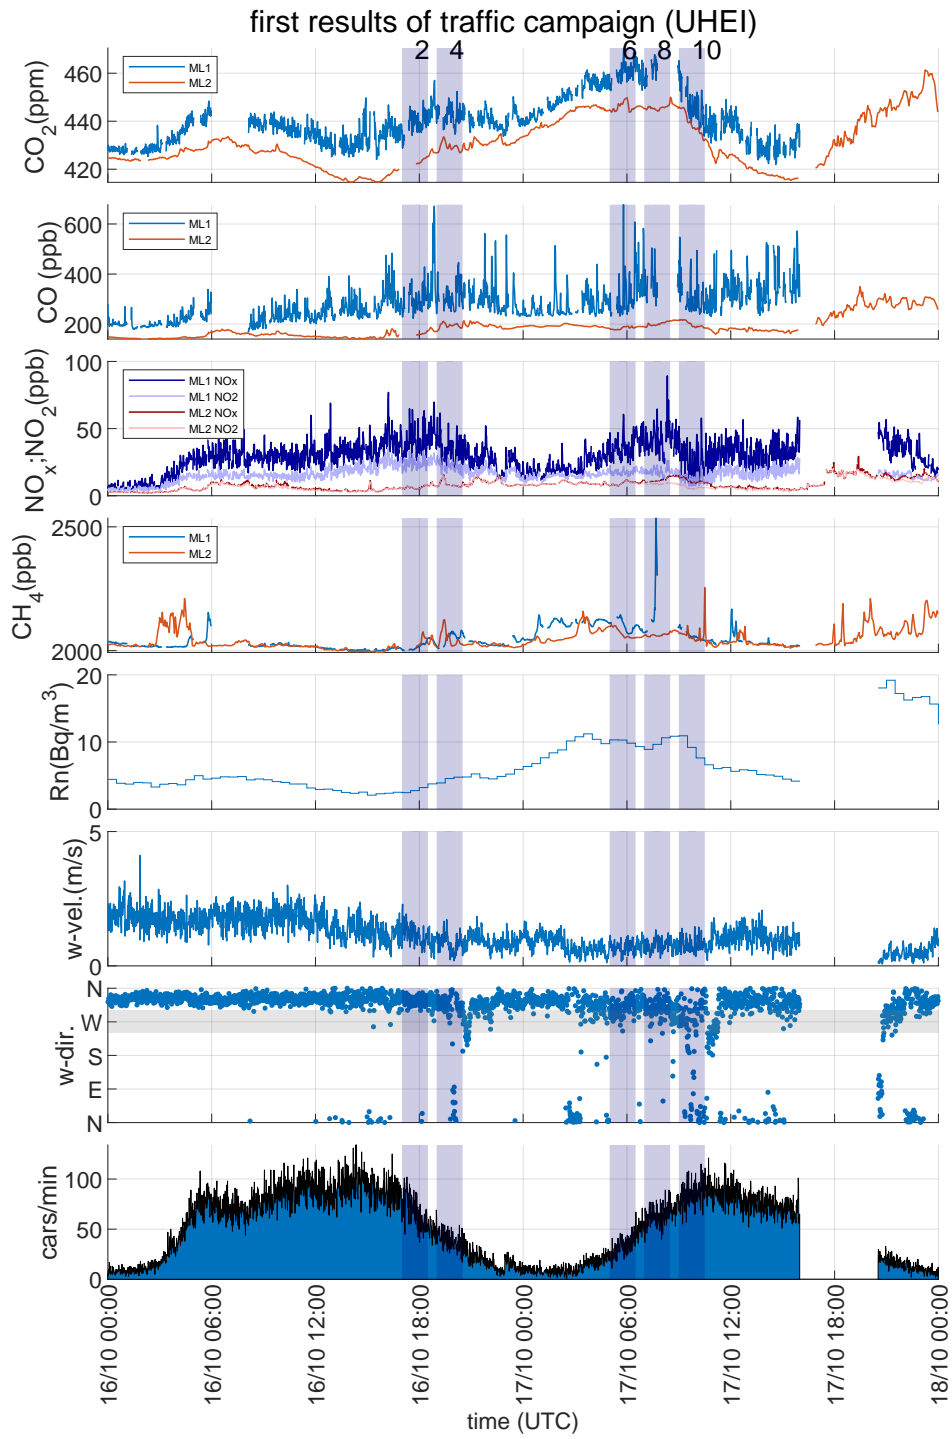 first results of traffic campaign (UHEI)
2 4 6 8 10
CO2(ppm)
460
440
420
ML1
ML2
CO (ppb)
600
400
200
ML1
ML2
NOx;NO2(ppb)
100
50
0
ML1 NOx
ML1 NO2
ML2 NOx
ML2 NO2
CH4(ppb)
2500
2000
ML1
ML2
Rn(Bq/m3)
20
10
0
w-vel.(m/s)
5
0
w-dir.
N
W
S
E
N
cars/min
100
50
0
16/10 00:00
16/10 06:00
16/10 12:00
16/10 18:00
17/10 00:00
17/10 06:00
17/10 12:00
17/10 18:00
18/10 00:00
time (UTC)